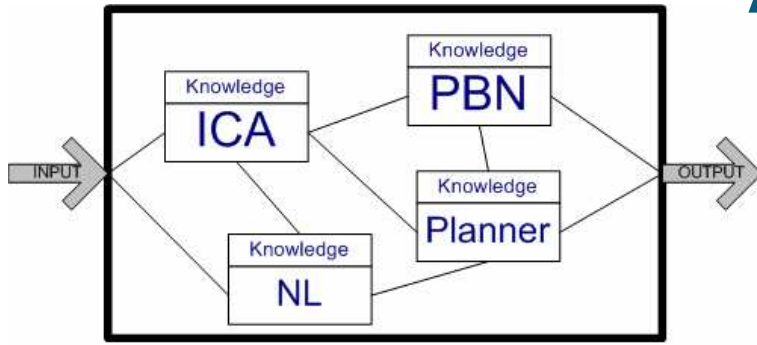 INPUT
Knowledge
ICA
Knowledge
PBN
Knowledge
Planner
Knowledge
NL
OUTPUT